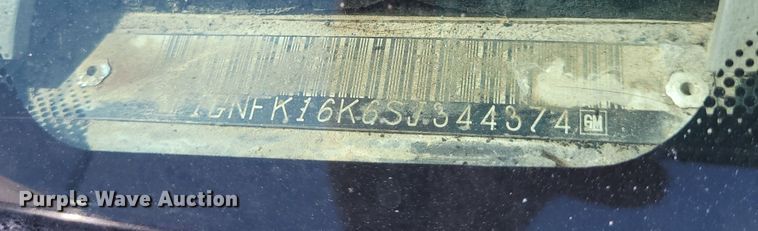 1GNFK16K6SJ344374 GM
Purple Wave Auction